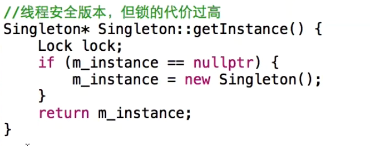 //线程安全版本，但锁的代价过高
Singleton* Singleton::getInstance() {
    Lock lock;
    if (m_instance == nullptr) {
        m_instance = new Singleton();
    }
    return m_instance;
}